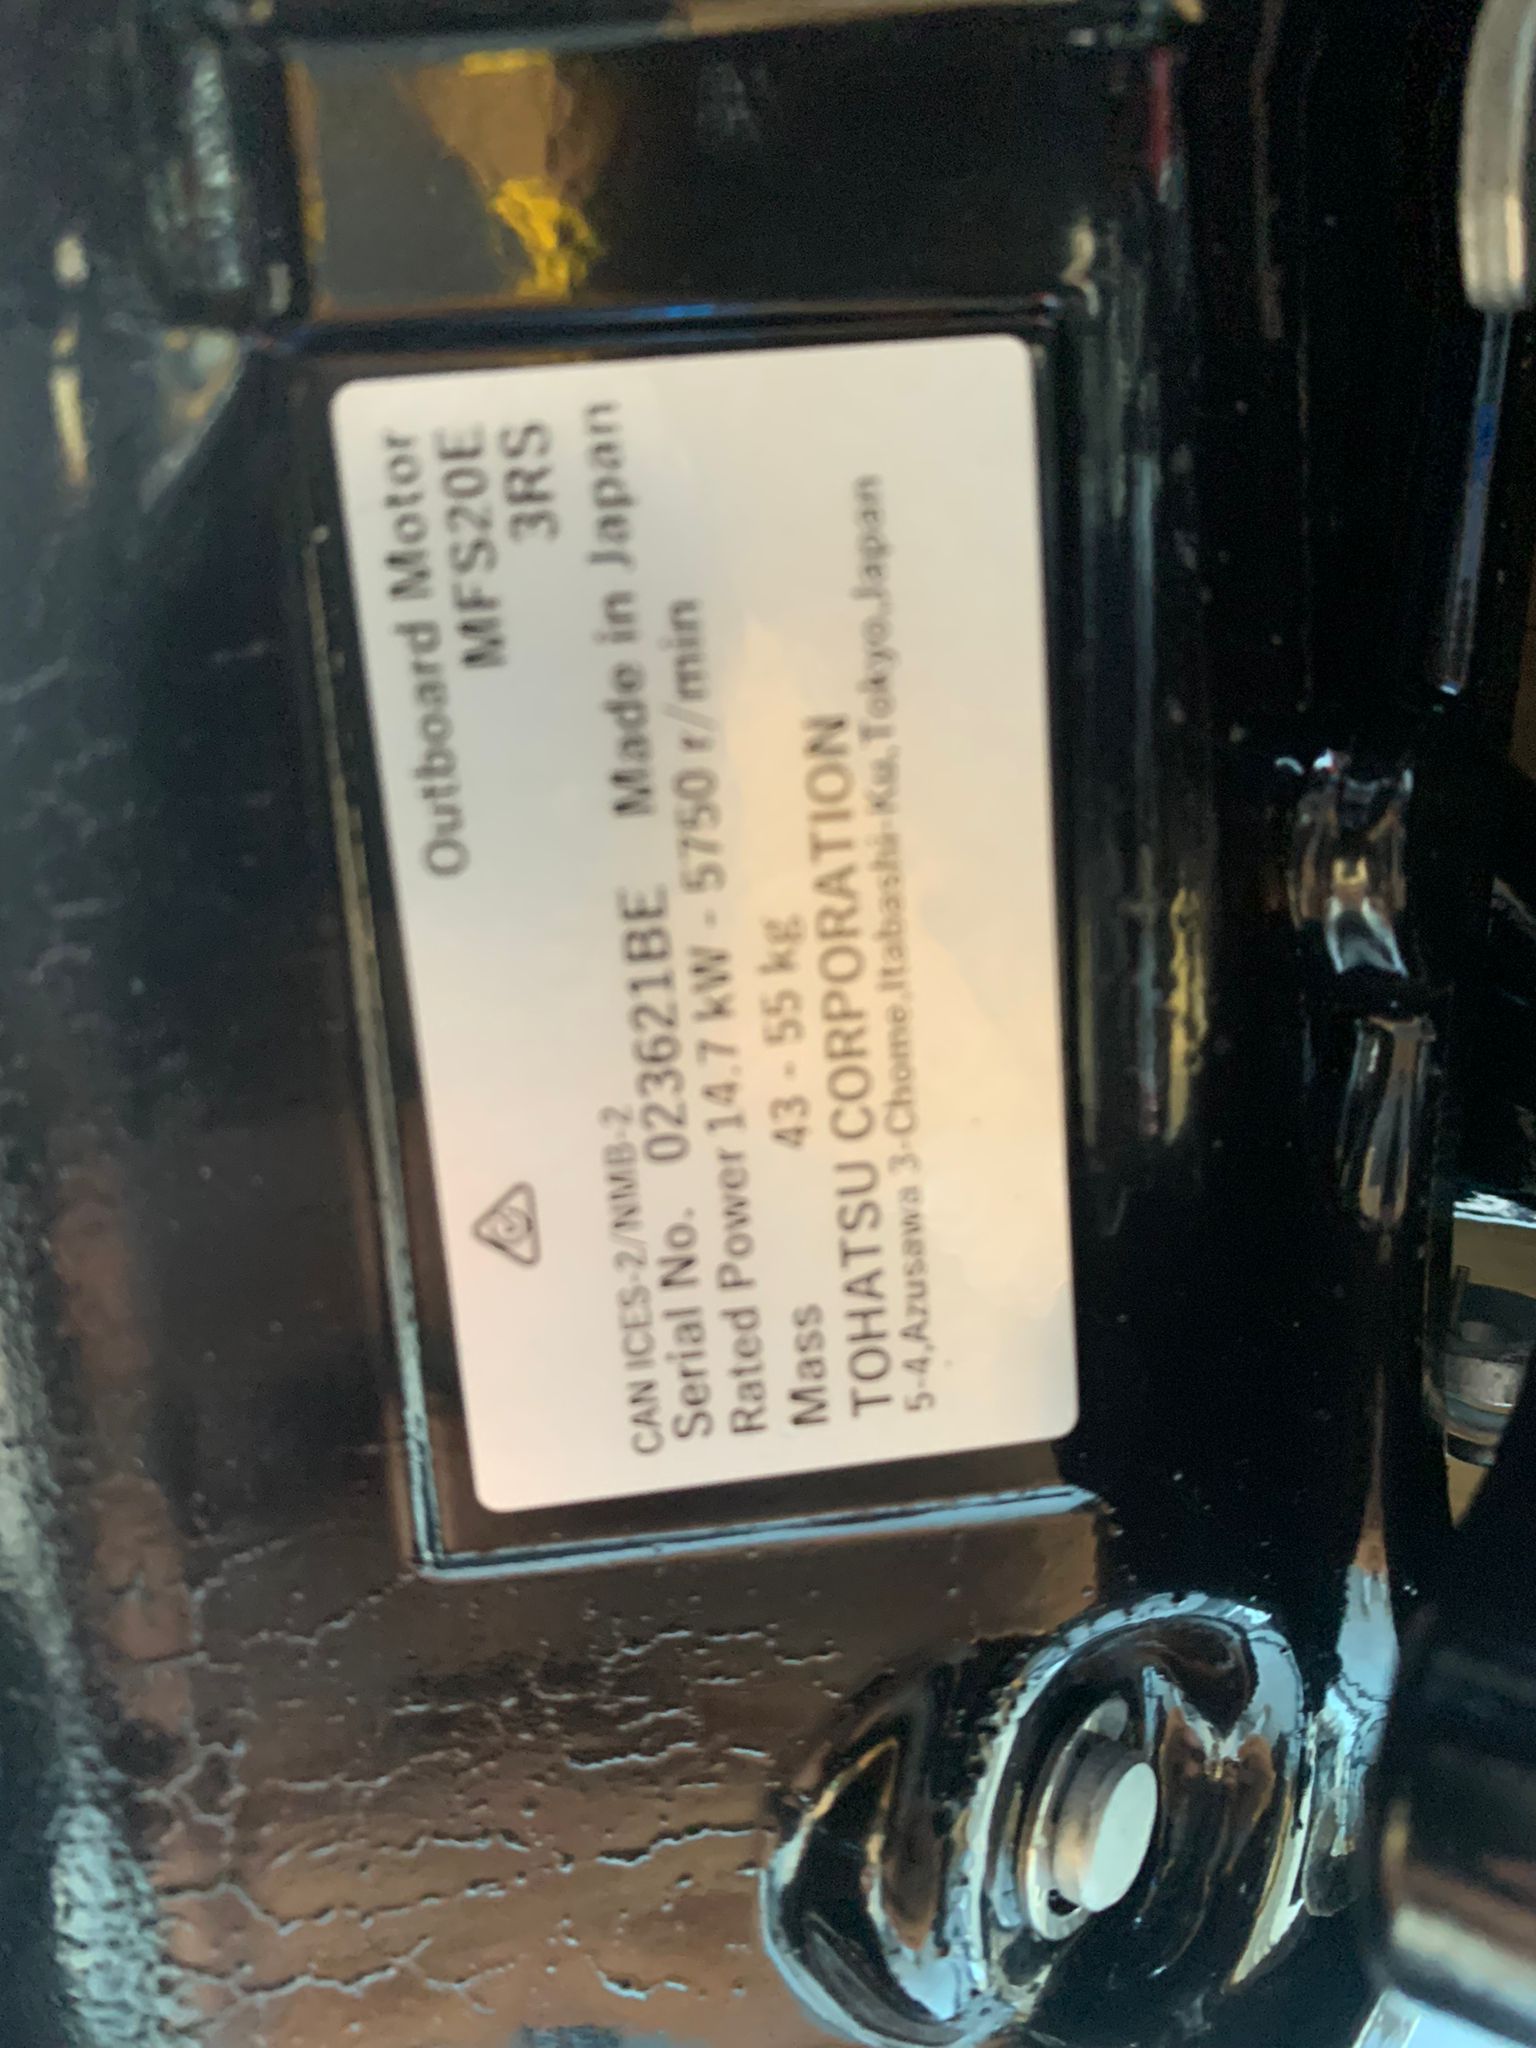 Outboard Motor
MFS20E
3RS
CAN ICES-2/NMB-2
Serial No. 023621BE Made in Japan
Rated Power 14.7 kW - 5750 r/min
Mass 43 - 55 kg
TOHATSU CORPORATION
5-4,Azusawa 3-Chome,Itabashi-Ku,Tokyo,Japan